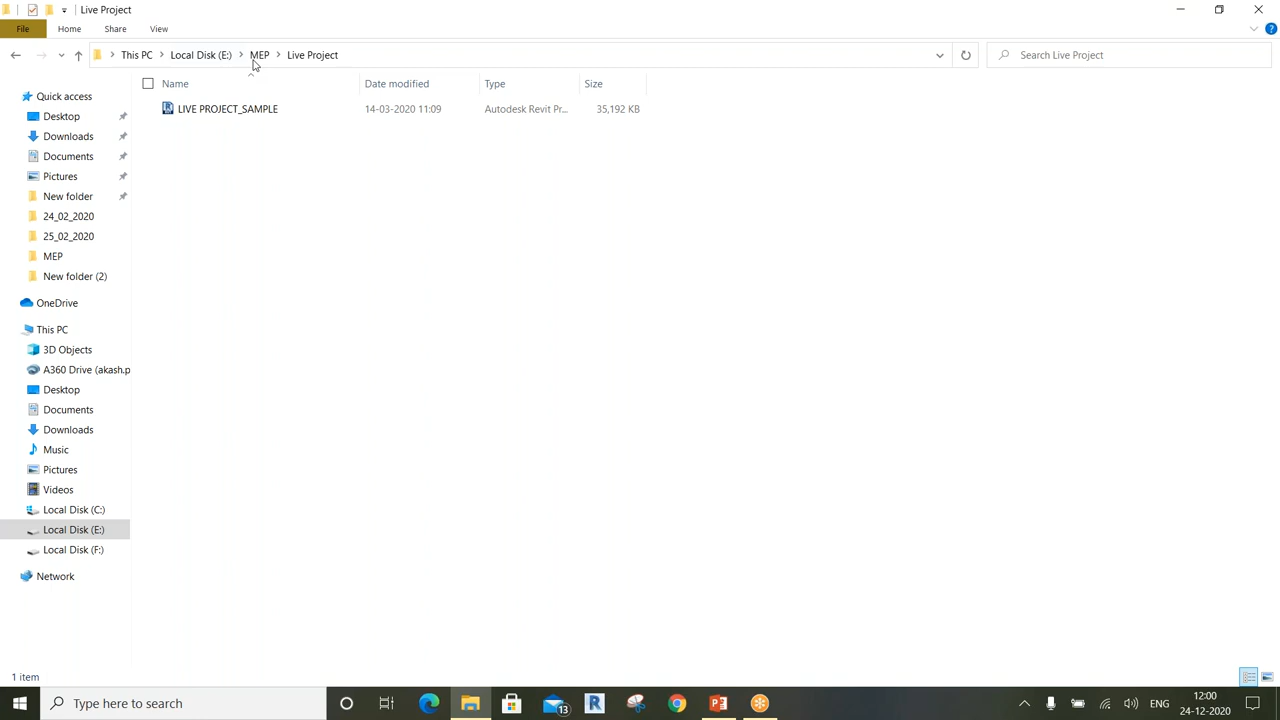 Live Project
File Home Share View
This PC Local Disk (E:) MEP Live Project
Search Live Project
Name Date modified Type Size
LIVE PROJECT_SAMPLE 14-03-2020 11:09 Autodesk Revit Pr... 35,192 KB
Quick access
Desktop
Downloads
Documents
Pictures
New folder
24_02_2020
25_02_2020
MEP
New folder (2)
OneDrive
This PC
3D Objects
A360 Drive (akash.p
Desktop
Documents
Downloads
Music
Pictures
Videos
Local Disk (C:)
Local Disk (E:)
Local Disk (F:)
Network
1 item
Type here to search
13
ENG
12:00
24-12-2020